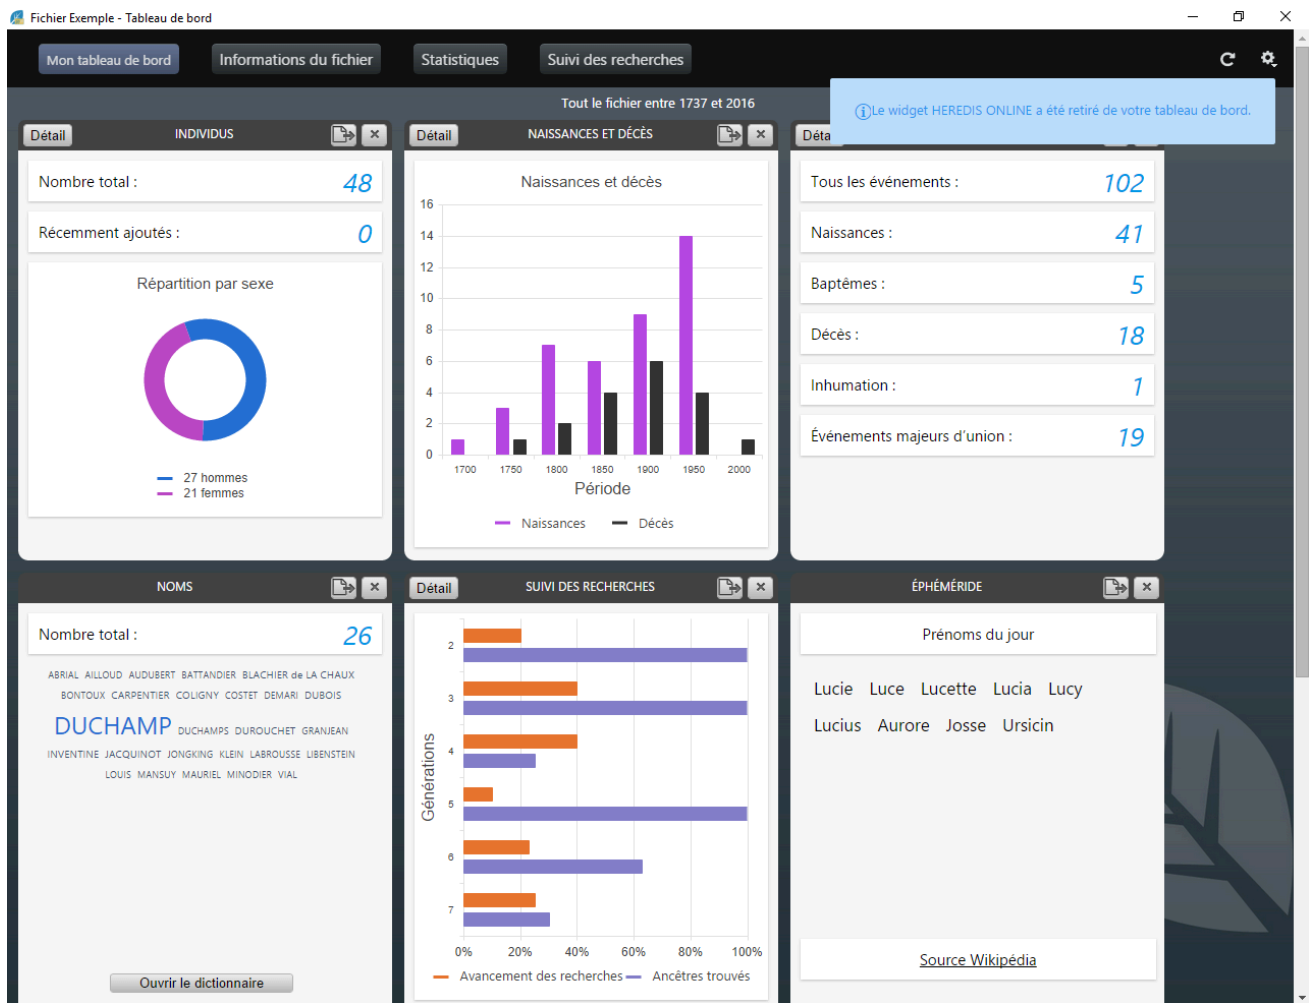 Fichier Exemple - Tableau de bord
Mon tableau de bord
Informations du fichier
Statistiques
Suivi des recherches
Tout le fichier entre 1737 et 2016
Le widget HEREDIS ONLINE a été retiré de votre tableau de bord.
Détail
INDIVIDUS
Nombre total :
48
Récemment ajoutés :
0
Répartition par sexe
27 hommes
21 femmes
Détail
NAISSANCES ET DÉCÈS
Naissances et décès
16
14
12
10
8
6
4
2
0
1700 1750 1800 1850 1900 1950 2000
Période
Naissances Décès
Tous les événements :
102
Naissances :
41
Baptêmes :
5
Décès :
18
Inhumation :
1
Événements majeurs d'union :
19
NOMS
Nombre total :
26
ABRIAL AILLOUD AUDUBERT BATTANDIER BLACHIER de LA CHAUX
BONTOUX CARPENTIER COLIGNY COSTET DEMARI DUBOIS
DUCHAMP DUCHAMPS DUROUCHET GRANJEAN
INVENTINE JACQUINOT JONGKING KLEIN LABROUSSE LIBENSTEIN
LOUIS MANSUY MAURIEL MINODIER VIAL
Ouvrir le dictionnaire
Détail
SUIVI DES RECHERCHES
Générations
2
3
4
5
6
7
0% 20% 40% 60% 80% 100%
Avancement des recherches Ancêtres trouvés
ÉPHÉMÉRIDE
Prénoms du jour
Lucie Luce Lucette Lucia Lucy
Lucius Aurore Josse Ursicin
Source Wikipédia